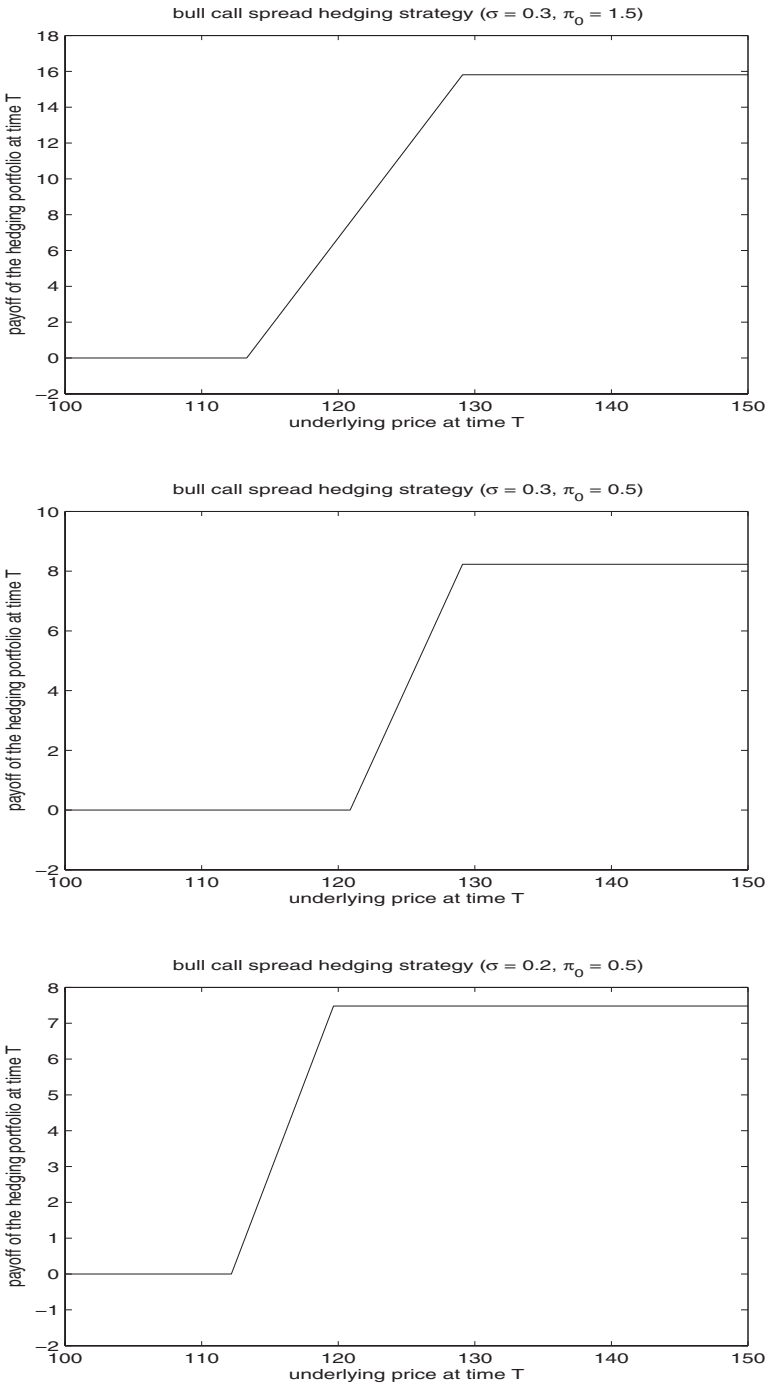 bull call spread hedging strategy (σ = 0.3, π₀ = 1.5)
18
16
14
12
10
8
6
4
2
0
−2
payoff of the hedging portfolio at time T
100 110 120 130 140 150
underlying price at time T
bull call spread hedging strategy (σ = 0.3, π₀ = 0.5)
10
8
6
4
2
0
−2
payoff of the hedging portfolio at time T
100 110 120 130 140 150
underlying price at time T
bull call spread hedging strategy (σ = 0.2, π₀ = 0.5)
8
7
6
5
4
3
2
1
0
−1
−2
payoff of the hedging portfolio at time T
100 110 120 130 140 150
underlying price at time T